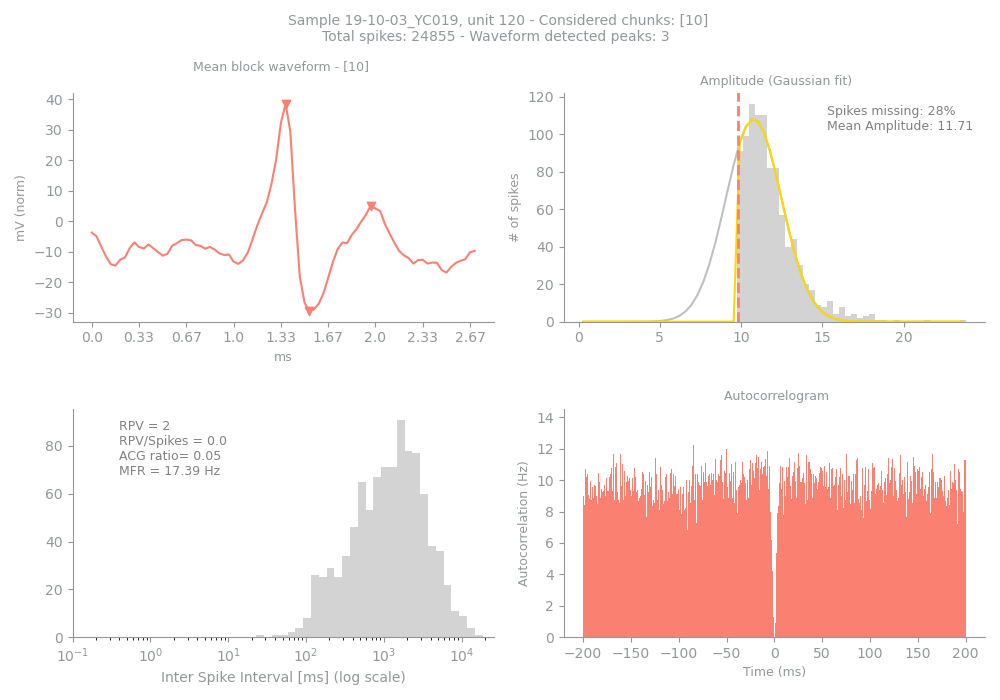 Sample 19-10-03_YC019, unit 120 - Considered chunks: [10]
Total spikes: 24855 - Waveform detected peaks: 3
Mean block waveform - [10]
40
30
20
10
0
−10
−20
−30
mV (norm)
0.0 0.33 0.67 1.0 1.33 1.67 2.0 2.33 2.67
ms
Amplitude (Gaussian fit)
Spikes missing: 28%
Mean Amplitude: 11.71
120
100
80
60
40
20
0
# of spikes
0 5 10 15 20
RPV = 2
RPV/Spikes = 0.0
ACG ratio= 0.05
MFR = 17.39 Hz
80
60
40
20
0
10⁻¹ 10⁰ 10¹ 10² 10³ 10⁴
Inter Spike Interval [ms] (log scale)
Autocorrelogram
14
12
10
8
6
4
2
0
Autocorrelation (Hz)
−200 −150 −100 −50 0 50 100 150 200
Time (ms)